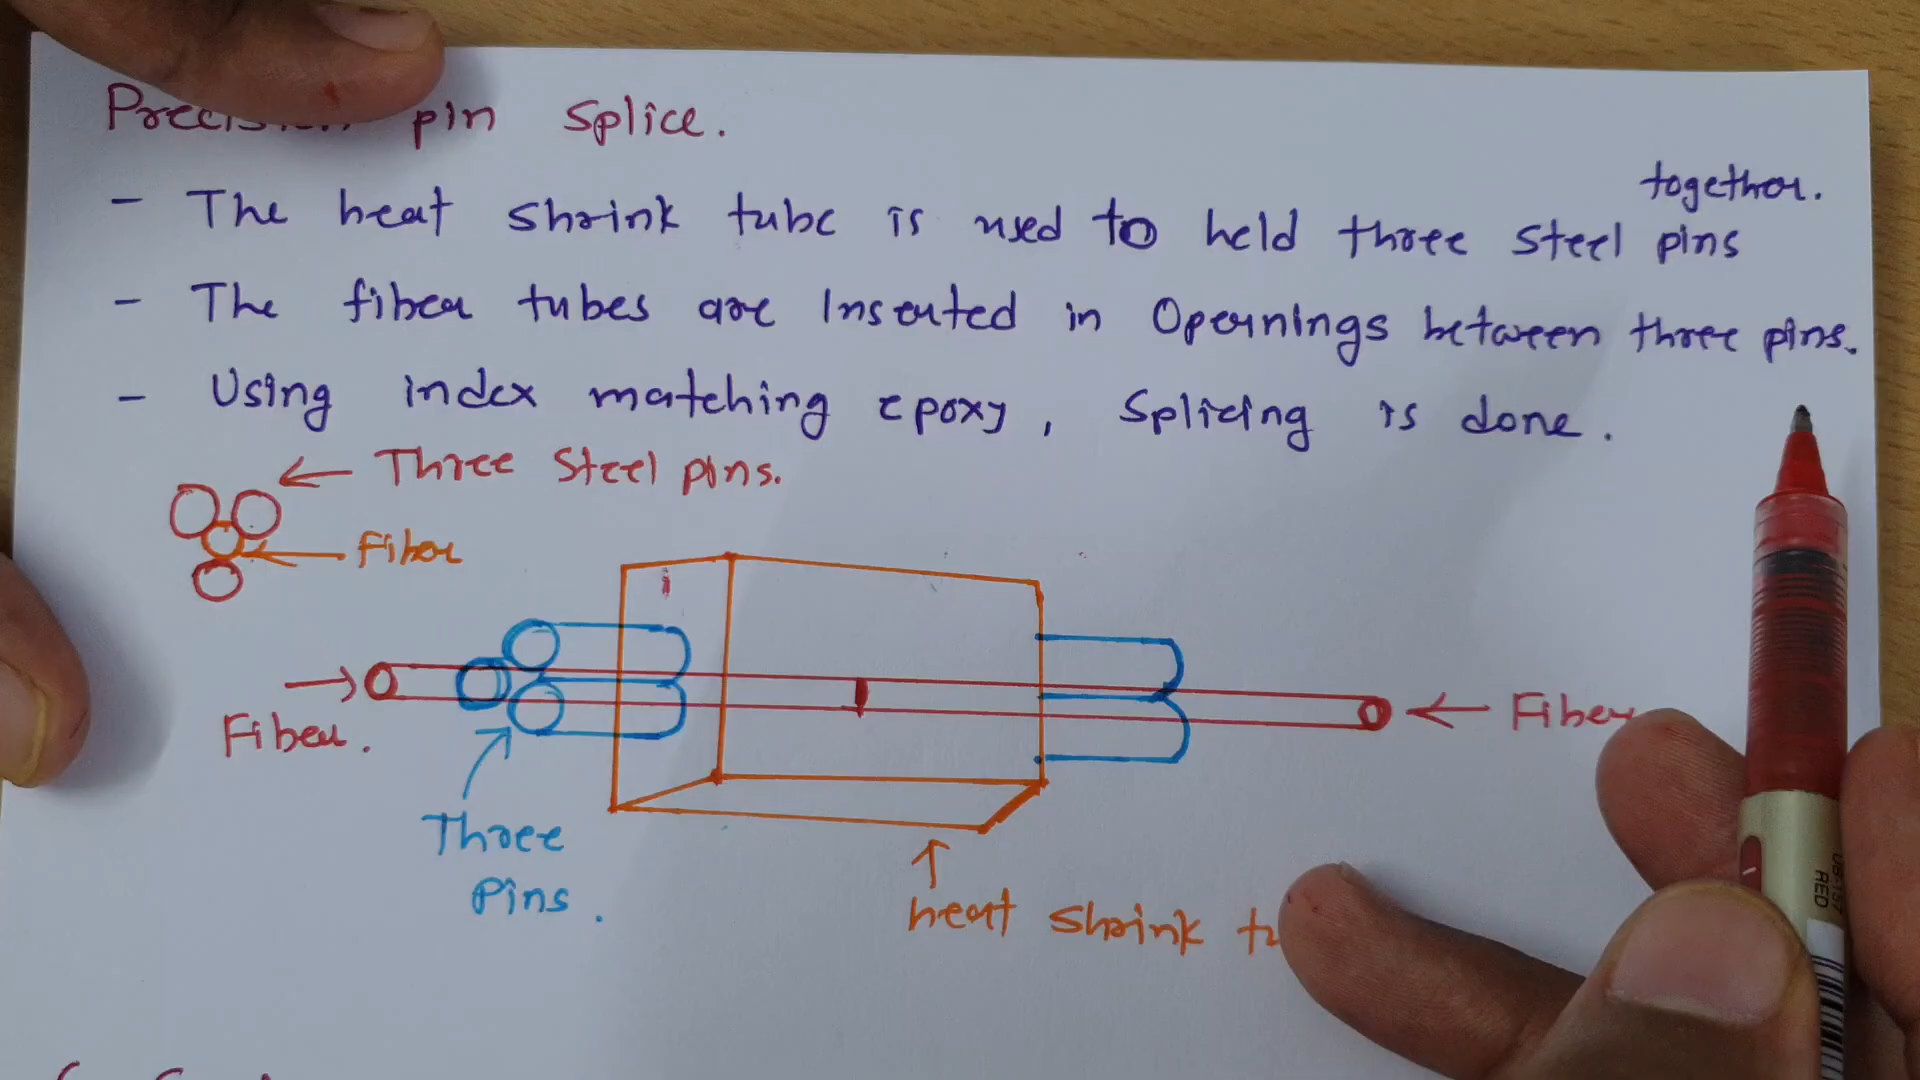 pin Splice.
together.
- The heat shrink tube is used to held three steel pins
- The fiber tubes are Inserted in Opernings between three pins.
- Using index matching epoxy, Splicing is done.
Three Steel pins.
Fiber
Fiber.
Fiber
Three
Pins.
heat shrink
RED